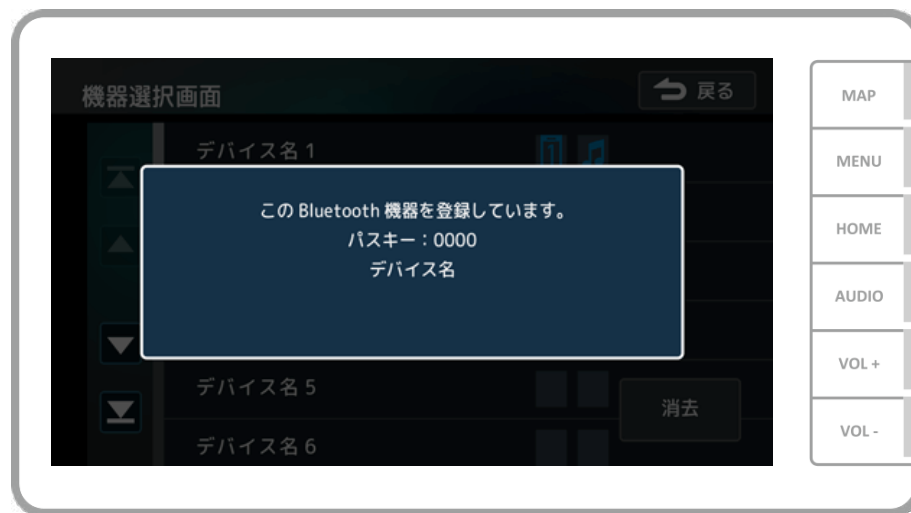 機器選択画面
戻る
デバイス名 1
1
この Bluetooth 機器を登録しています。
パスキー：0000
デバイス名
デバイス名 5
消去
デバイス名 6
MAP
MENU
HOME
AUDIO
VOL +
VOL -